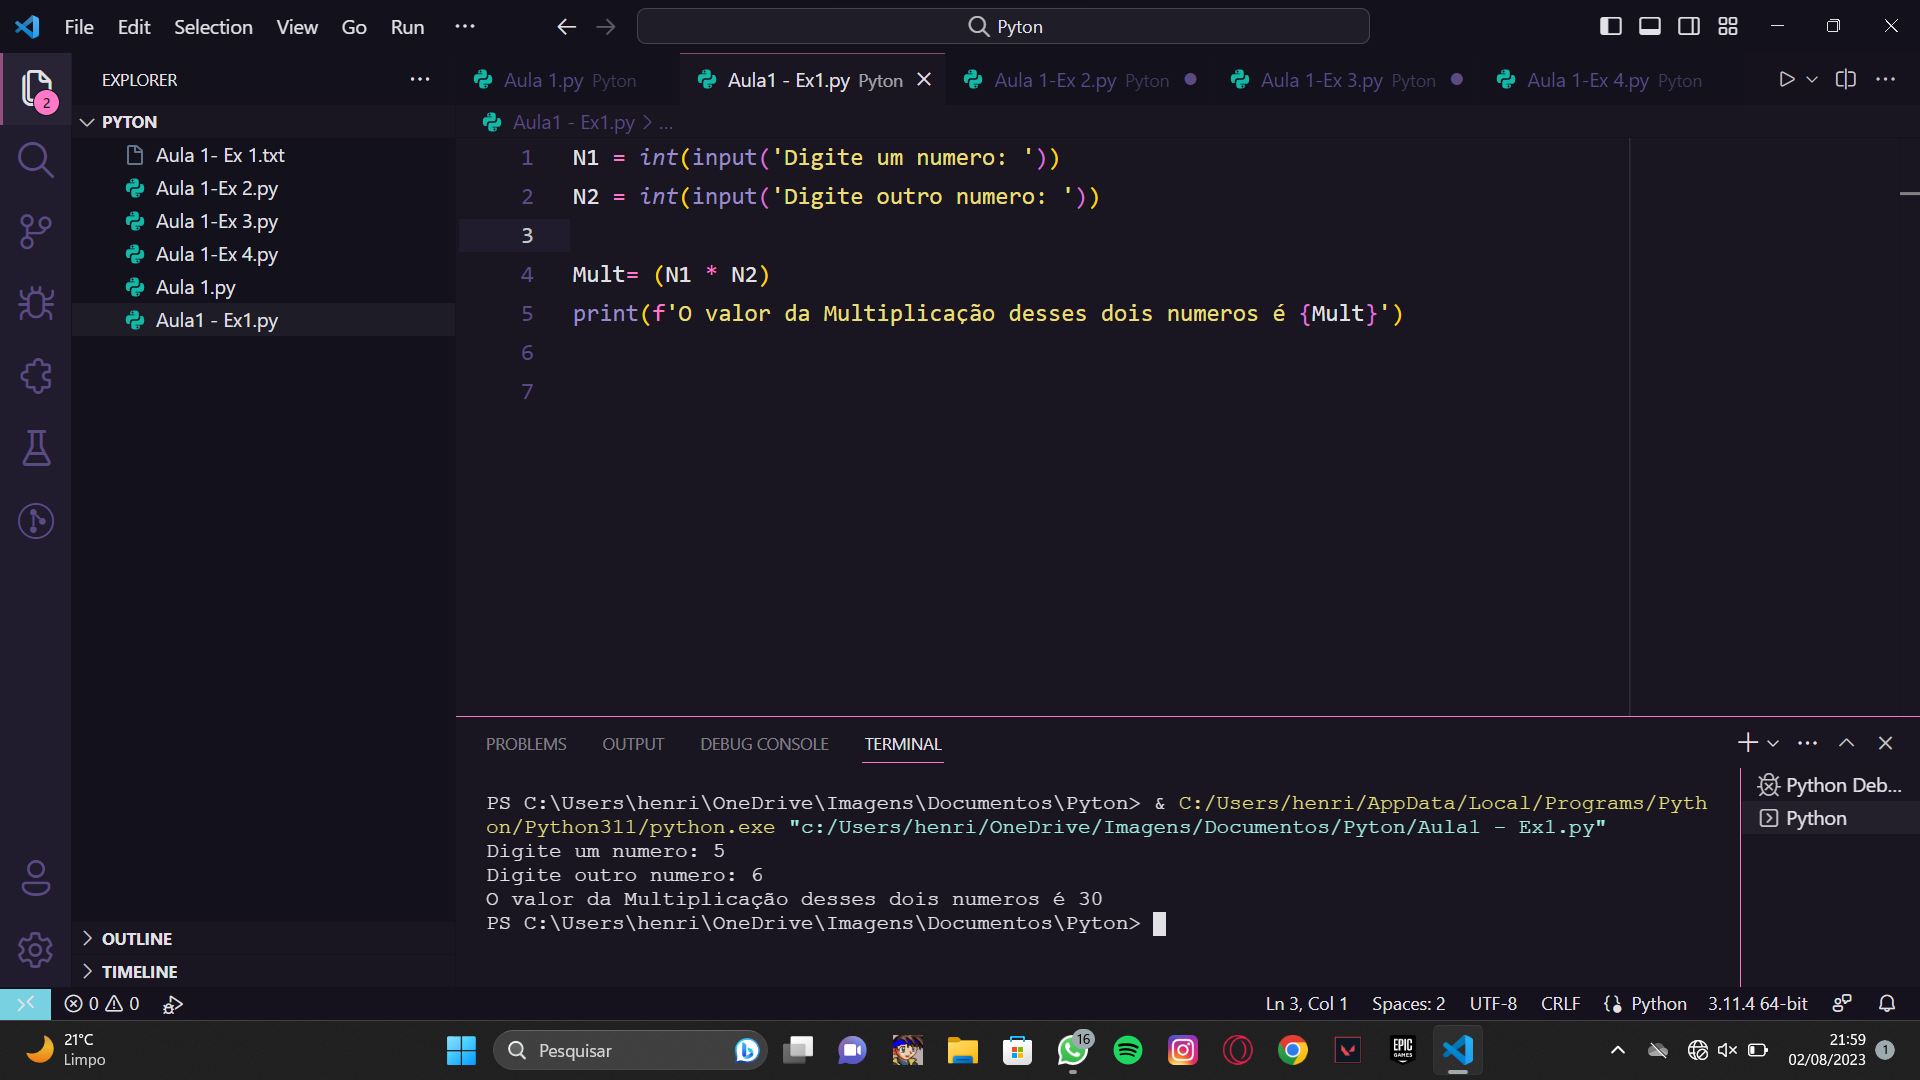 File Edit Selection View Go Run ··· Pyton
2
EXPLORER
PYTON
Aula 1- Ex 1.txt
Aula 1-Ex 2.py
Aula 1-Ex 3.py
Aula 1-Ex 4.py
Aula 1.py
Aula1 - Ex1.py
OUTLINE
TIMELINE
Aula 1.py Pyton Aula1 - Ex1.py Pyton Aula 1-Ex 2.py Pyton Aula 1-Ex 3.py Pyton Aula 1-Ex 4.py Pyton
Aula1 - Ex1.py > ...
1 N1 = int(input('Digite um numero: '))
2 N2 = int(input('Digite outro numero: '))
3
4 Mult= (N1 * N2)
5 print(f'O valor da Multiplicação desses dois numeros é {Mult}')
6
7
PROBLEMS OUTPUT DEBUG CONSOLE TERMINAL
PS C:\Users\henri\OneDrive\Imagens\Documentos\Pyton> & C:/Users/henri/AppData/Local/Programs/Pyth
on/Python311/python.exe "c:/Users/henri/OneDrive/Imagens/Documentos/Pyton/Aula1 - Ex1.py"
Digite um numero: 5
Digite outro numero: 6
O valor da Multiplicação desses dois numeros é 30
PS C:\Users\henri\OneDrive\Imagens\Documentos\Pyton>
Python Deb...
Python
0 0 Ln 3, Col 1 Spaces: 2 UTF-8 CRLF Python 3.11.4 64-bit
21°C
Limpo
Pesquisar
16
EPIC
GAMES
21:59
02/08/2023
1